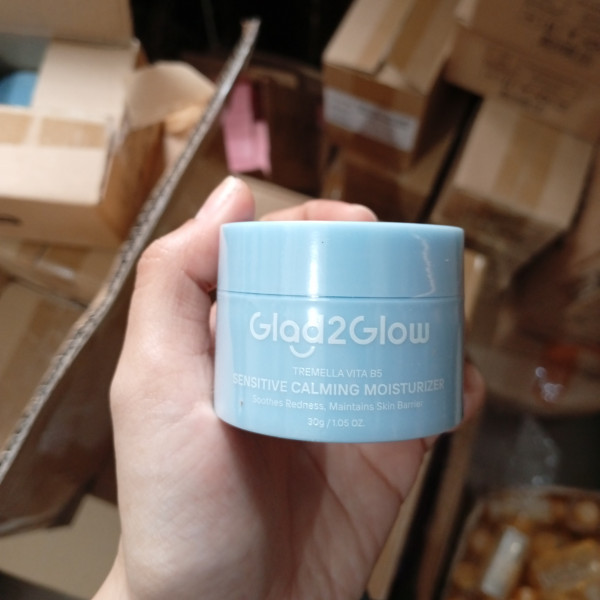 Glad2Glow
TREMELLA VITA B5
SENSITIVE CALMING MOISTURIZER
Soothes Redness, Maintains Skin Barrier
30g / 1.05 OZ.